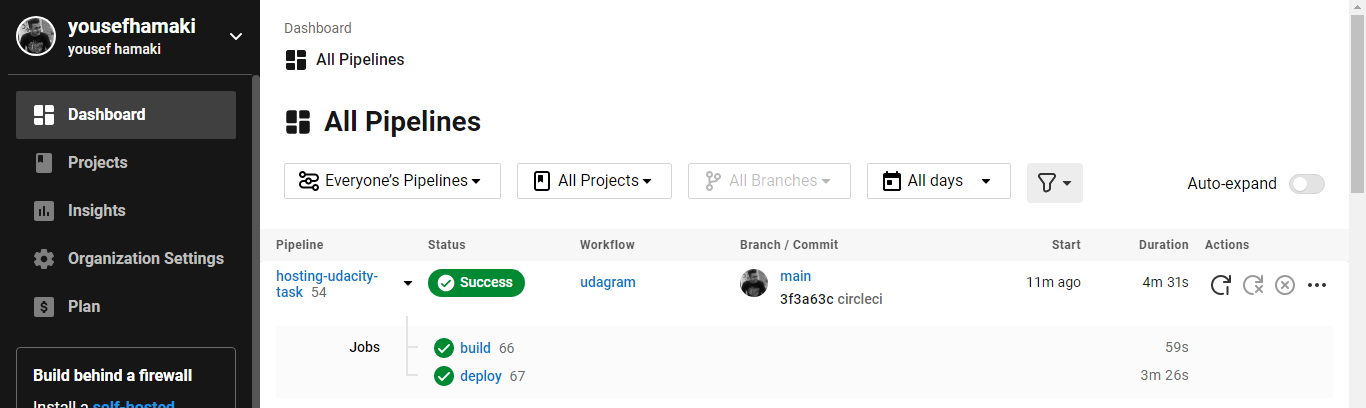 yousefhamaki
yousef hamaki
Dashboard
Projects
Insights
Organization Settings
Plan
Build behind a firewall
Install a self-hosted
Dashboard
All Pipelines
All Pipelines
Everyone's Pipelines
All Projects
All Branches
All days
Auto-expand
Pipeline Status Workflow Branch / Commit Start Duration Actions
hosting-udacity-task 54
Success
udagram
main
3f3a63c circleci
11m ago
4m 31s
Jobs
build 66 59s
deploy 67 3m 26s